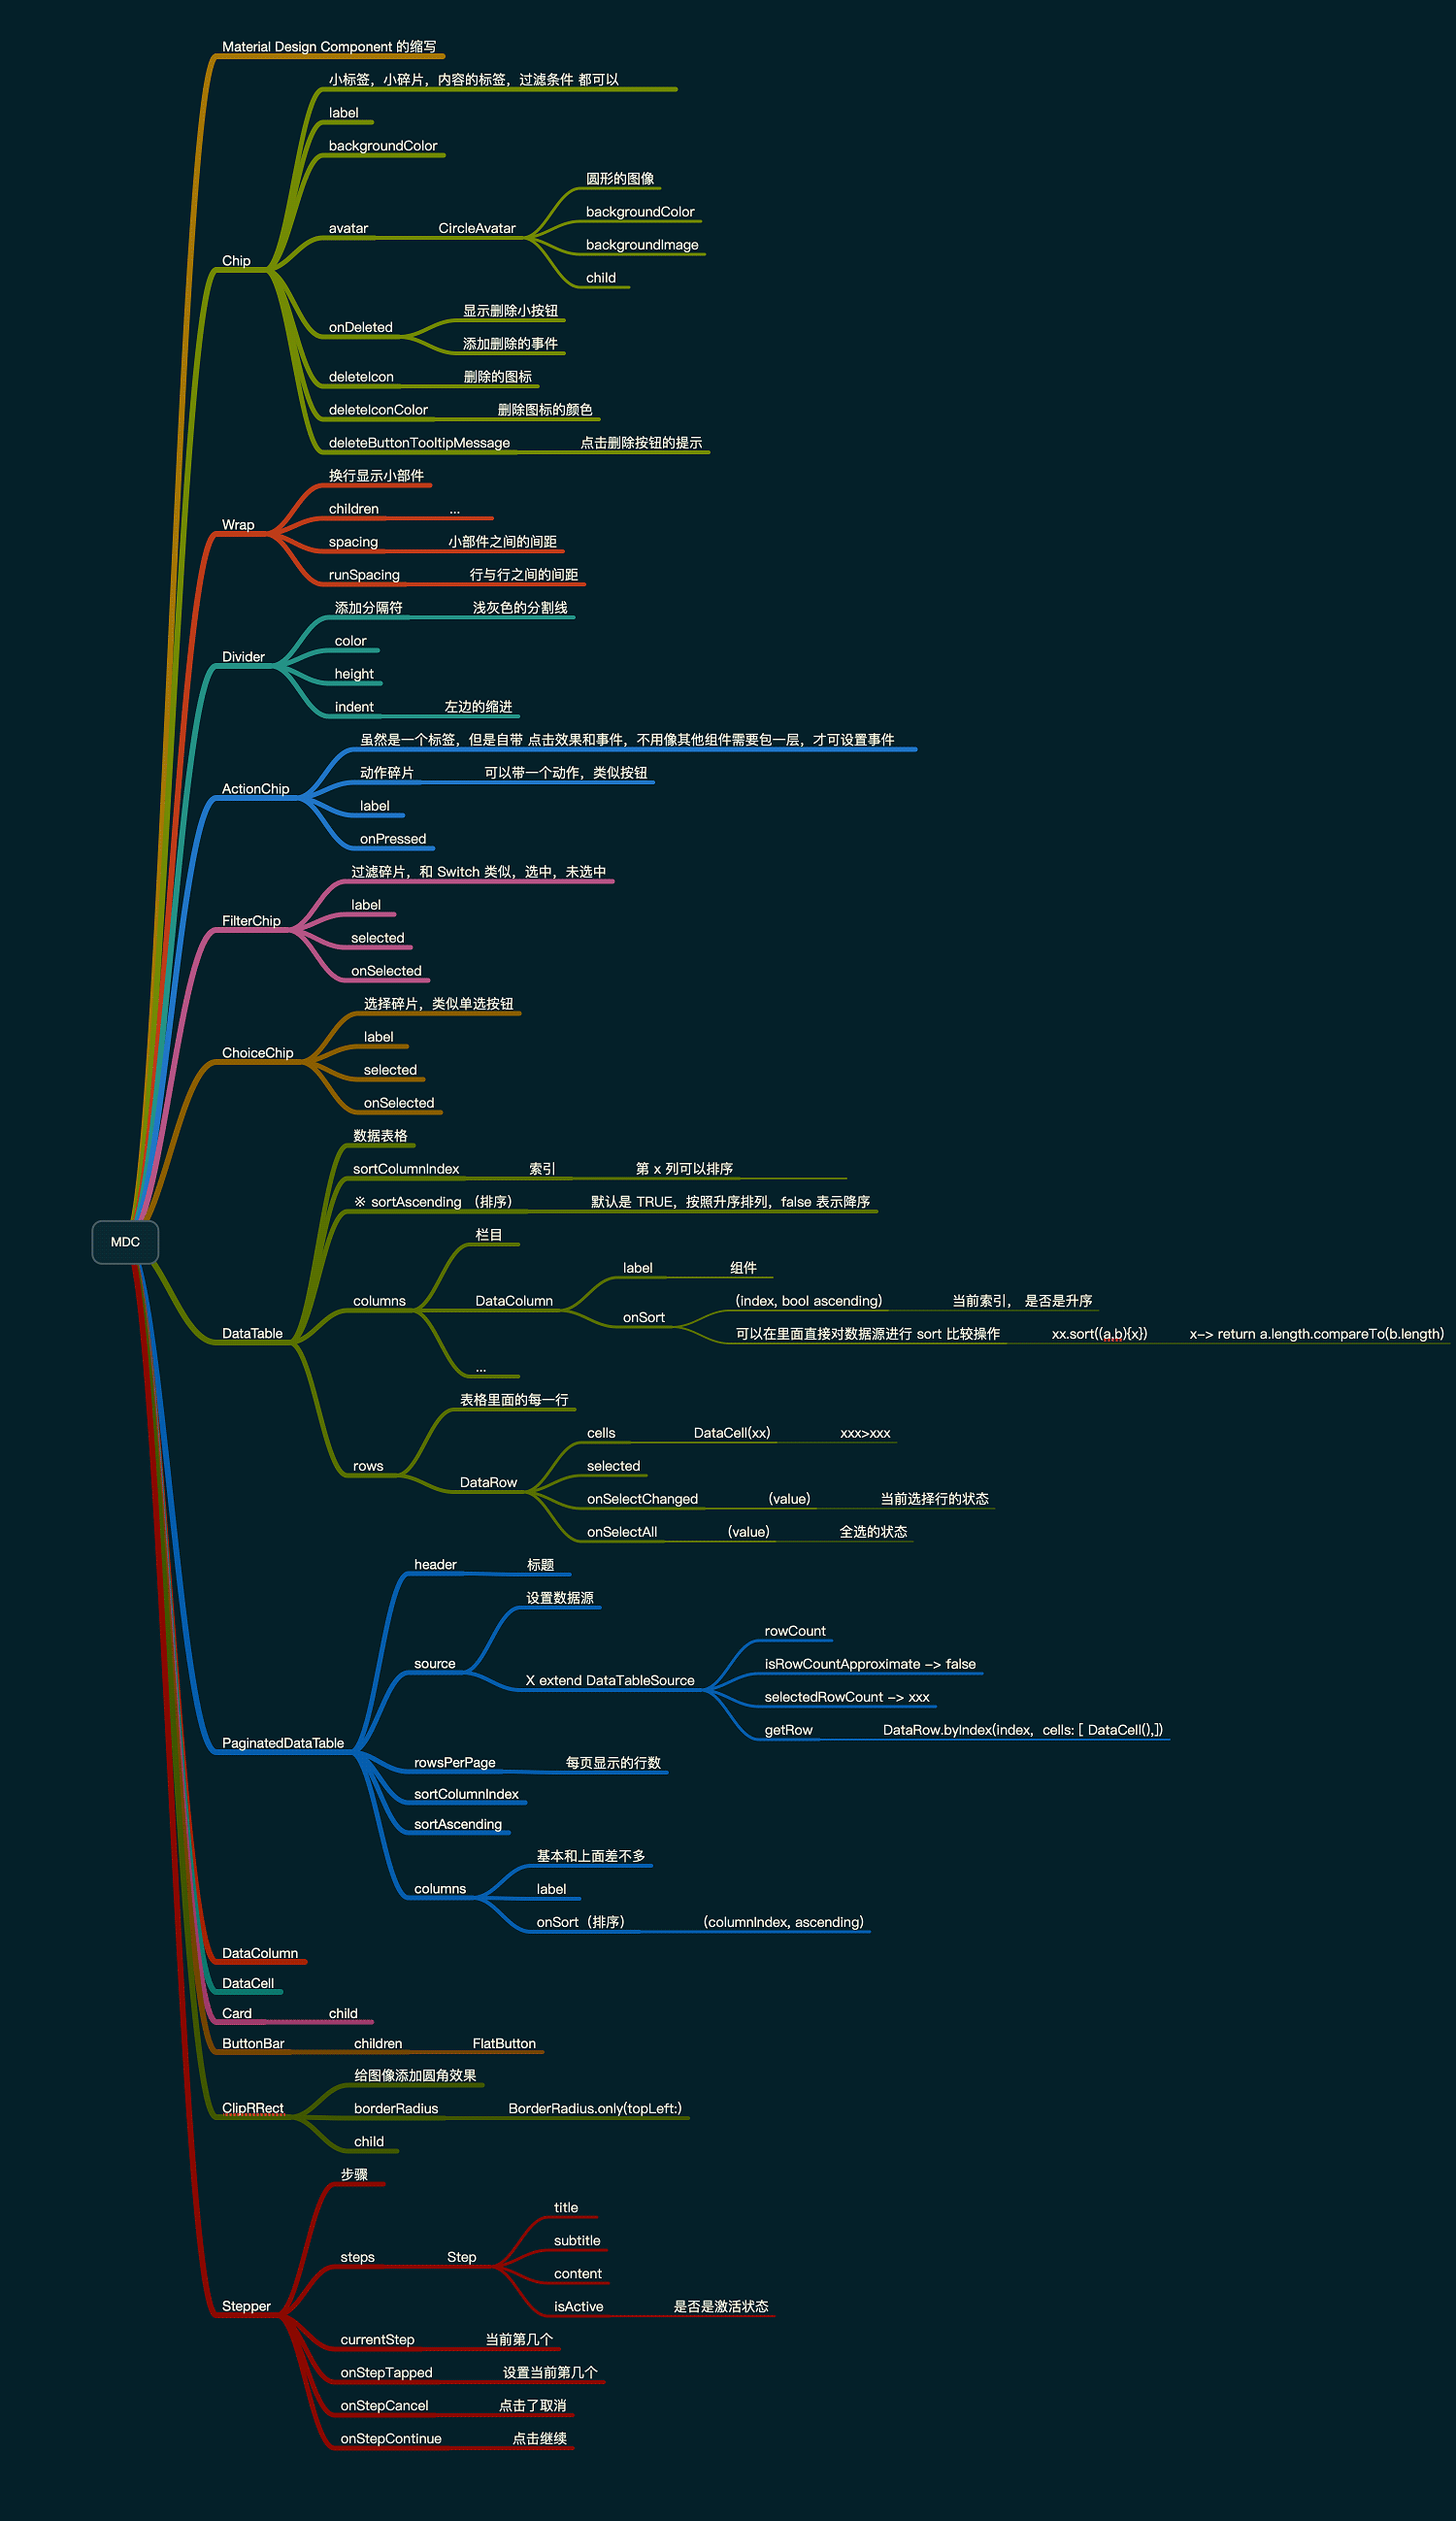 Material Design Component 的缩写
小标签，小碎片，内容的标签，过滤条件 都可以
label
backgroundColor
圆形的图像
backgroundColor
avatar
CircleAvatar
backgroundImage
Chip
child
显示删除小按钮
onDeleted
添加删除的事件
deleteIcon
删除的图标
deleteIconColor
删除图标的颜色
deleteButtonTooltipMessage
点击删除按钮的提示
换行显示小部件
children
...
Wrap
spacing
小部件之间的间距
runSpacing
行与行之间的间距
添加分隔符
浅灰色的分割线
color
Divider
height
indent
左边的缩进
虽然是一个标签，但是自带 点击效果和事件，不用像其他组件需要包一层，才可设置事件
动作碎片
可以带一个动作，类似按钮
ActionChip
label
onPressed
过滤碎片，和 Switch 类似，选中，未选中
label
FilterChip
selected
onSelected
选择碎片，类似单选按钮
label
ChoiceChip
selected
onSelected
数据表格
sortColumnIndex
索引
第 x 列可以排序
※ sortAscending （排序）
默认是 TRUE，按照升序排列，false 表示降序
MDC
栏目
label
组件
columns
DataColumn
(index, bool ascending)
当前索引， 是否是升序
onSort
DataTable
可以在里面直接对数据源进行 sort 比较操作
xx.sort((a,b){x})
x-> return a.length.compareTo(b.length)
...
表格里面的每一行
cells
DataCell(xx)
xxx>xxx
rows
selected
DataRow
onSelectChanged
(value)
当前选择行的状态
onSelectAll
(value)
全选的状态
header
标题
设置数据源
rowCount
source
isRowCountApproximate -> false
X extend DataTableSource
selectedRowCount -> xxx
getRow
DataRow.byIndex(index, cells: [ DataCell(),])
PaginatedDataTable
rowsPerPage
每页显示的行数
sortColumnIndex
sortAscending
基本和上面差不多
columns
label
onSort（排序）
(columnIndex, ascending)
DataColumn
DataCell
Card
child
ButtonBar
children
FlatButton
给图像添加圆角效果
ClipRRect
borderRadius
BorderRadius.only(topLeft:)
child
步骤
title
subtitle
steps
Step
content
Stepper
isActive
是否是激活状态
currentStep
当前第几个
onStepTapped
设置当前第几个
onStepCancel
点击了取消
onStepContinue
点击继续